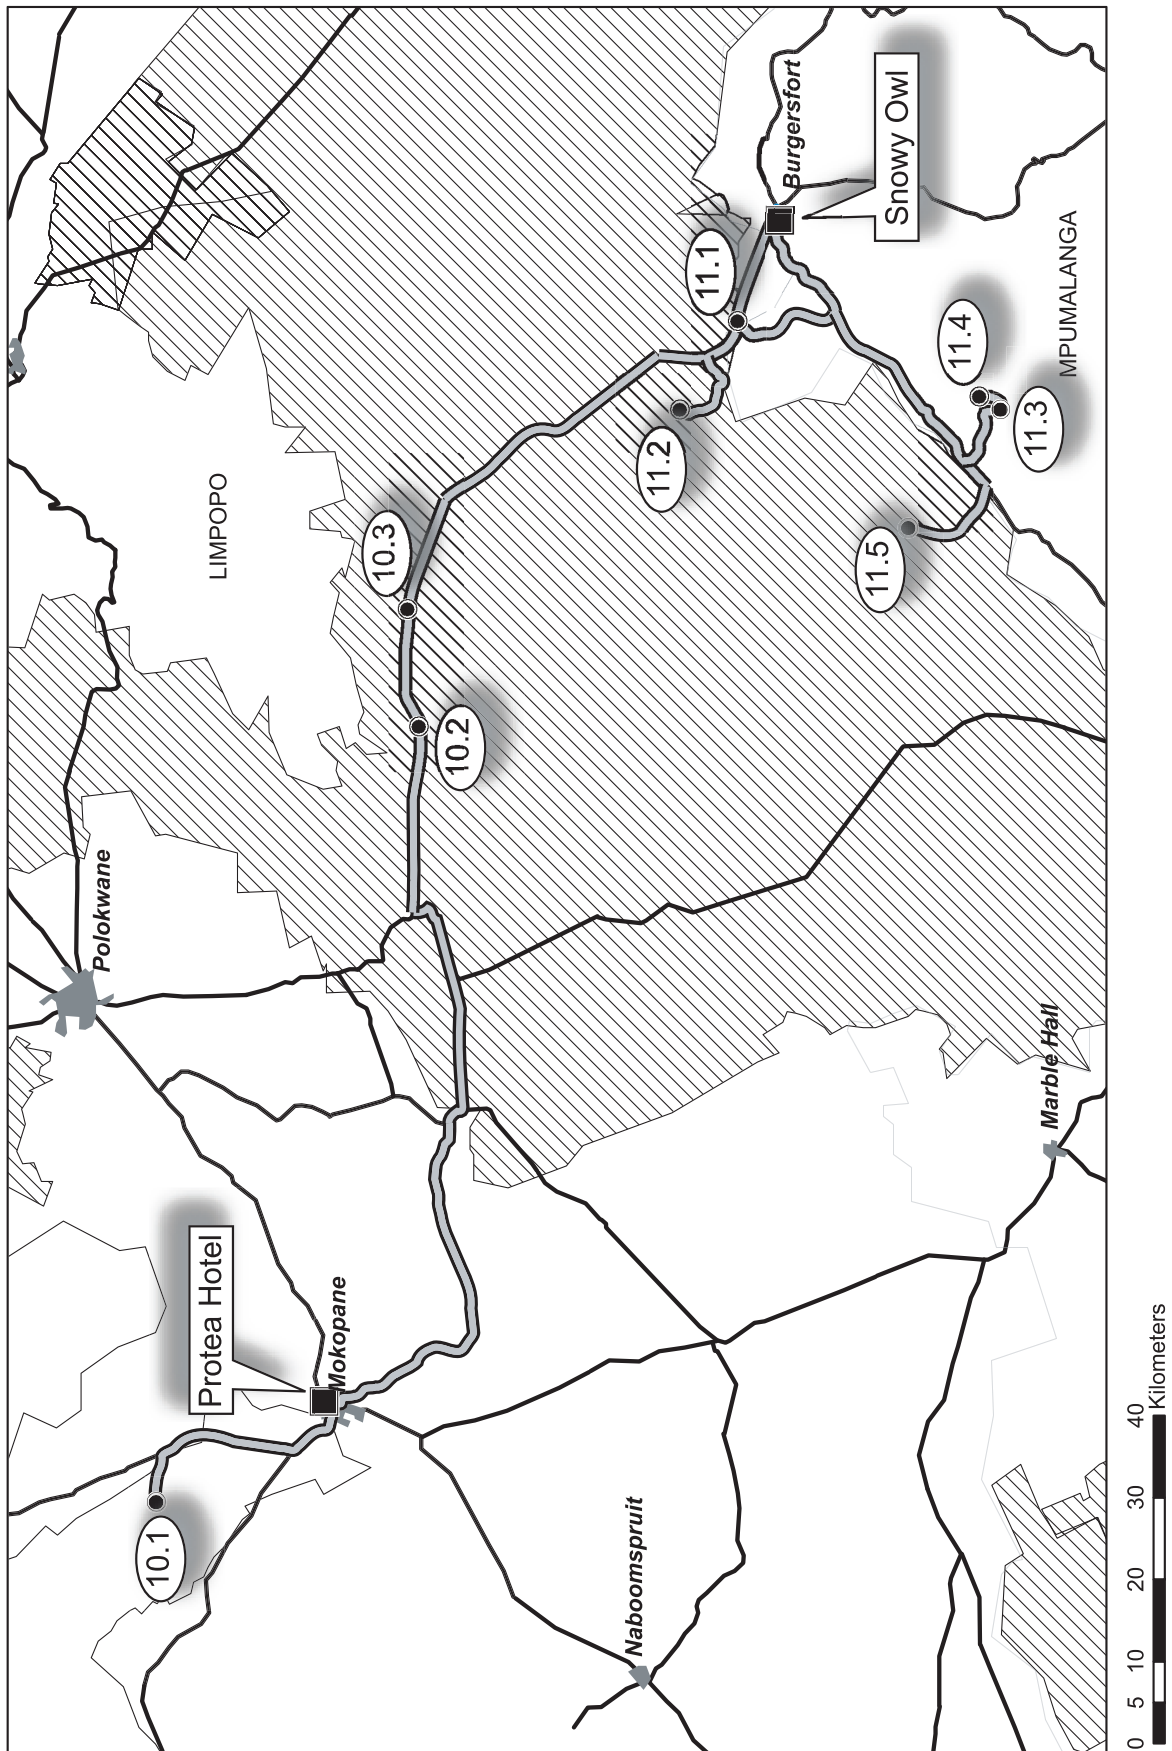 Polokwane
LIMPOPO
Protea Hotel
Mokopane
10.1
10.2
10.3
11.1
11.2
Burgersfort
Snowy Owl
11.5
11.4
11.3
MPUMALANGA
Naboomspruit
Marble Hall
0 5 10 20 30 40
Kilometers